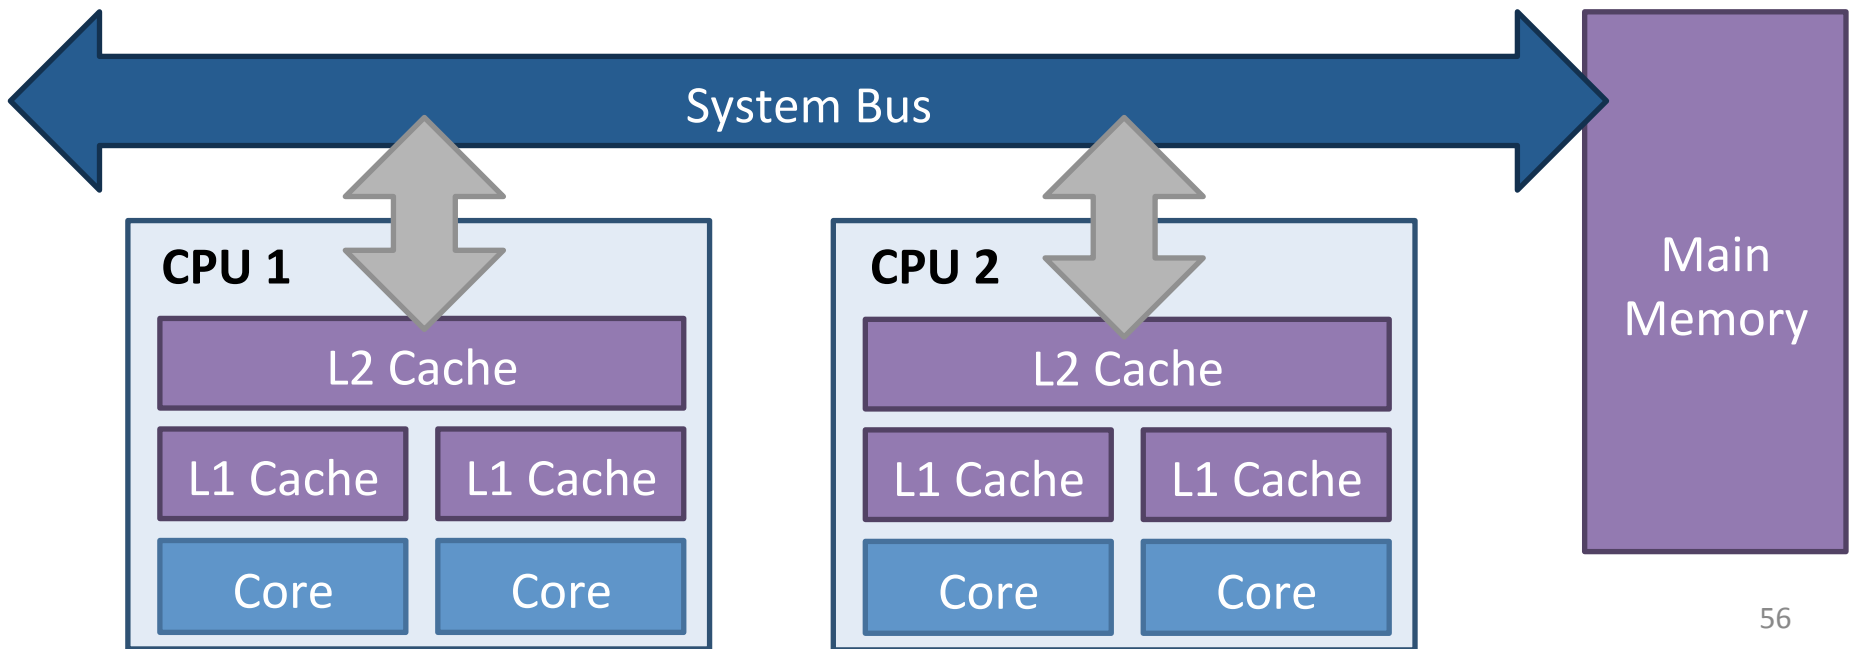 System Bus
CPU 1
CPU 2
Main
Memory
L2 Cache
L2 Cache
L1 Cache
L1 Cache
L1 Cache
L1 Cache
Core
Core
Core
Core
56